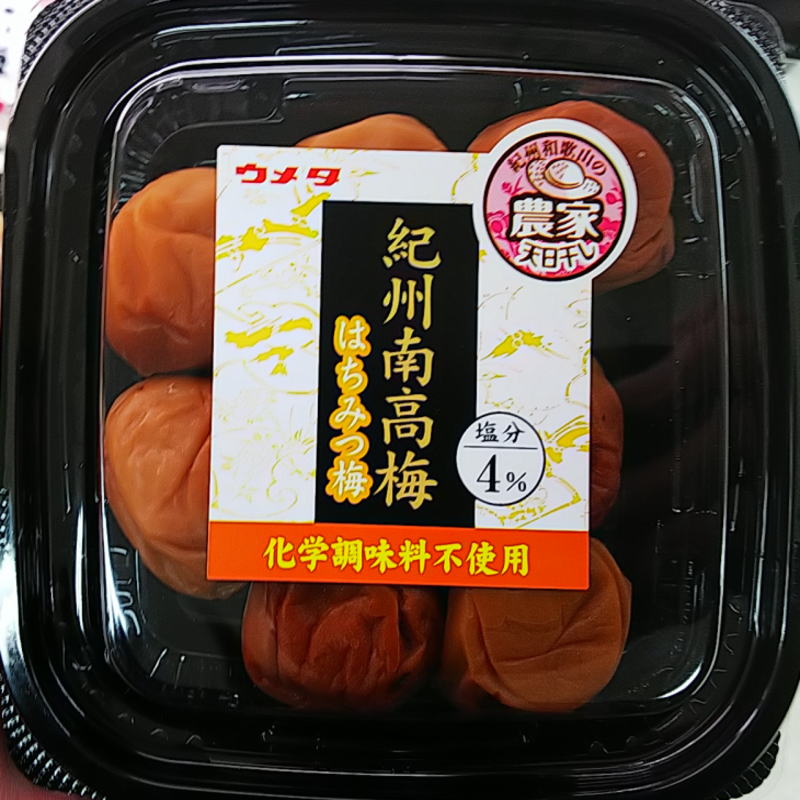 ウメタ
紀州和歌山の
農家
天日干し
紀州南高梅
はちみつ梅
塩分
4%
化学調味料不使用